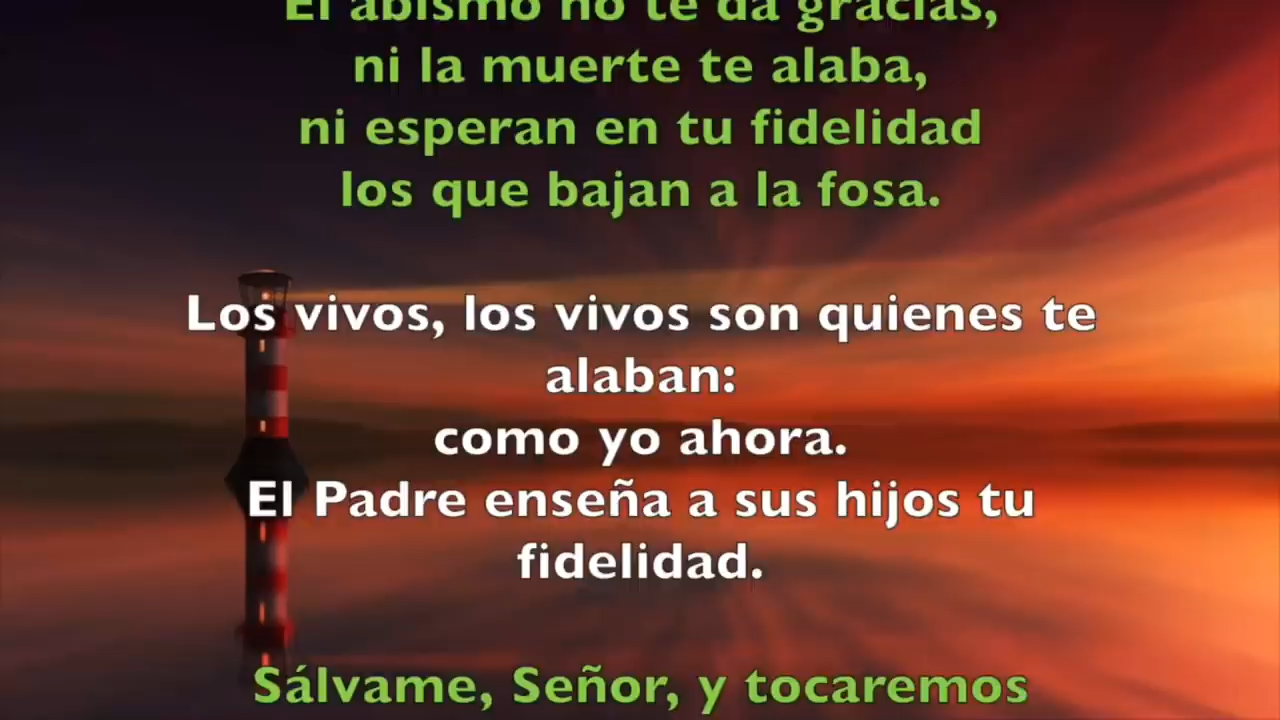 El abismo no te da gracias,
ni la muerte te alaba,
ni esperan en tu fidelidad
los que bajan a la fosa.
Los vivos, los vivos son quienes te
alaban:
como yo ahora.
El Padre enseña a sus hijos tu
fidelidad.
Sálvame, Señor, y tocaremos